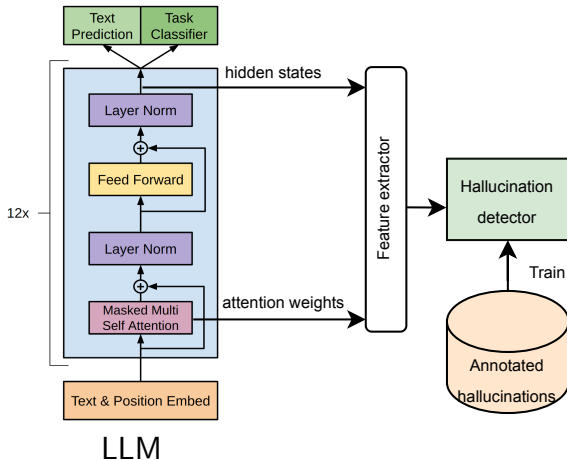 Text
Prediction
Task
Classifier
hidden states
Layer Norm
Feed Forward
12x
Layer Norm
Masked Multi
Self Attention
attention weights
Text & Position Embed
LLM
Feature extractor
Hallucination
detector
Train
Annotated
hallucinations